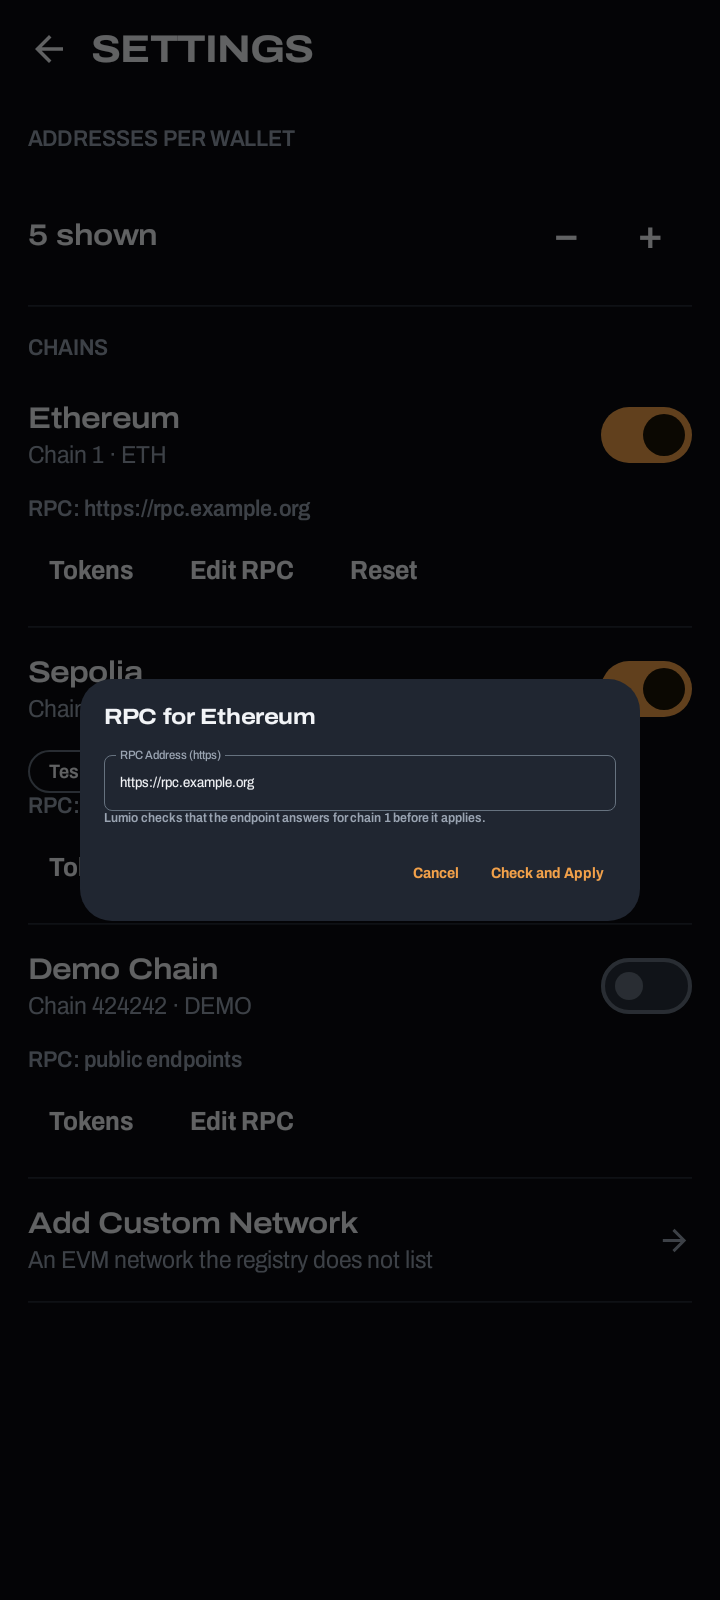 SETTINGS
ADDRESSES PER WALLET
5 shown
− +
CHAINS
Ethereum
Chain 1 · ETH
RPC: https://rpc.example.org
Tokens Edit RPC Reset
Sepolia
RPC:
RPC for Ethereum
RPC Address (https)
https://rpc.example.org
Lumio checks that the endpoint answers for chain 1 before it applies.
Cancel Check and Apply
Demo Chain
Chain 424242 · DEMO
RPC: public endpoints
Tokens Edit RPC
Add Custom Network
An EVM network the registry does not list